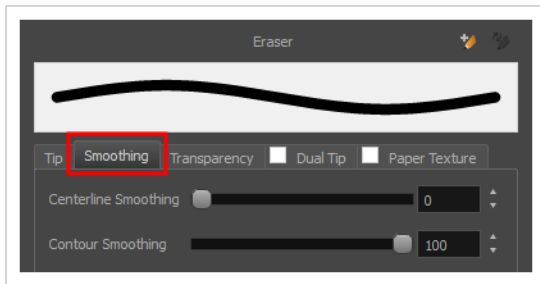 Eraser
Tip Smoothing Transparency Dual Tip Paper Texture
Centerline Smoothing 0
Contour Smoothing 100